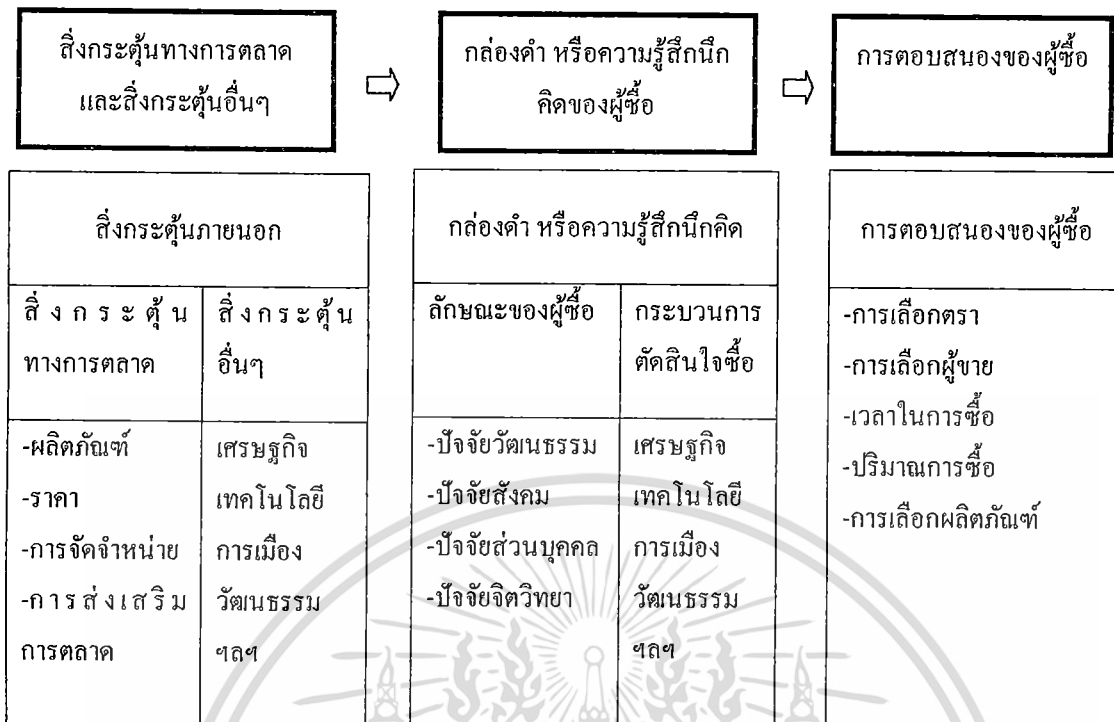 สิ่งกระตุ้นทางการตลาด
และสิ่งกระตุ้นอื่นๆ
กล่องดำ หรือความรู้สึกนึก
คิดของผู้ซื้อ
การตอบสนองของผู้ซื้อ
สิ่งกระตุ้นภายนอก
สิ่งกระตุ้น
ทางการตลาด
สิ่งกระตุ้น
อื่นๆ
-ผลิตภัณฑ์
-ราคา
-การจัดจำหน่าย
-การส่งเสริม
การตลาด
เศรษฐกิจ
เทคโนโลยี
การเมือง
วัฒนธรรม
ฯลฯ
กล่องดำ หรือความรู้สึกนึกคิด
ลักษณะของผู้ซื้อ
กระบวนการ
ตัดสินใจซื้อ
-ปัจจัยวัฒนธรรม
-ปัจจัยสังคม
-ปัจจัยส่วนบุคคล
-ปัจจัยจิตวิทยา
เศรษฐกิจ
เทคโนโลยี
การเมือง
วัฒนธรรม
ฯลฯ
การตอบสนองของผู้ซื้อ
-การเลือกตรา
-การเลือกผู้ขาย
-เวลาในการซื้อ
-ปริมาณการซื้อ
-การเลือกผลิตภัณฑ์